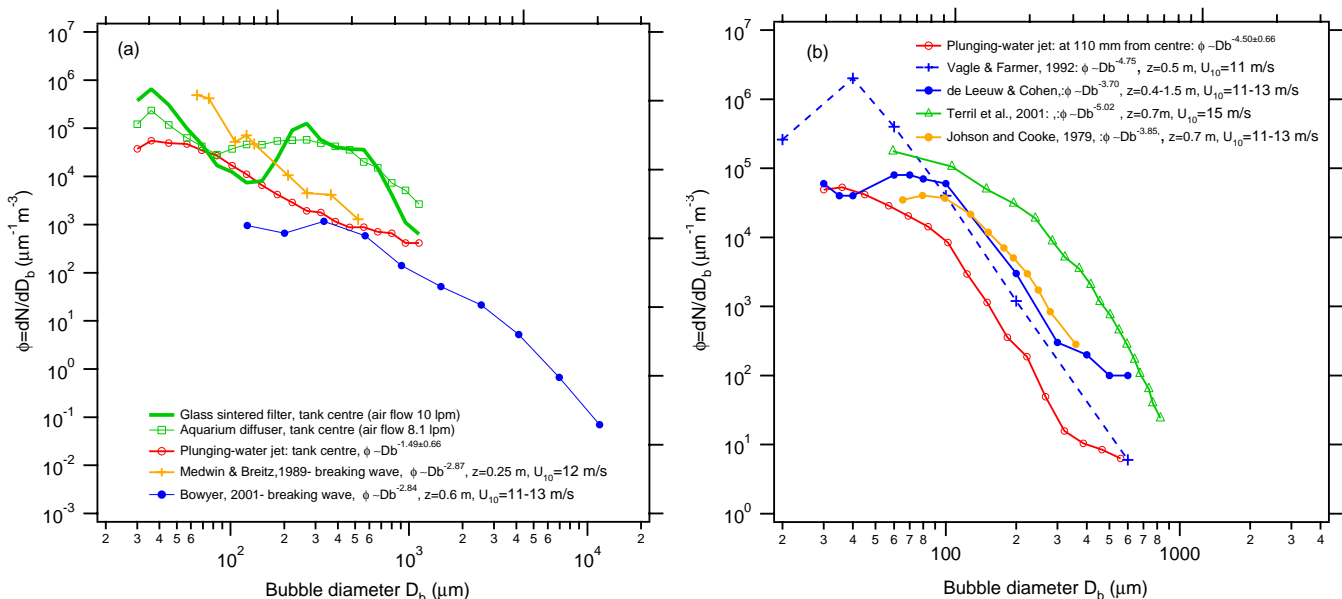 (a)
10^7
10^6
10^5
10^4
10^3
10^2
10^1
10^0
10^-1
10^-2
10^-3
ϕ=dN/dD_b (μm^-1 m^-3)
Glass sintered filter, tank centre (air flow 10 lpm)
Aquarium diffuser, tank centre (air flow 8.1 lpm)
Plunging-water jet: tank centre, ϕ ~Db^-1.49±0.66
Medwin & Breitz,1989- breaking wave, ϕ ~Db^-2.87, z=0.25 m, U_10=12 m/s
Bowyer, 2001- breaking wave, ϕ ~Db^-2.84, z=0.6 m, U_10=11-13 m/s
2 3 4 5 6 2 3 4 5 6 2 3 4 5 6 2
10^2 10^3 10^4
Bubble diameter D_b (μm)
(b)
Plunging-water jet: at 110 mm from centre: ϕ ~Db^-4.50±0.66
Vagle & Farmer, 1992: ϕ ~Db^-4.75, z=0.5 m, U_10=11 m/s
de Leeuw & Cohen,:ϕ ~Db^-3.70, z=0.4-1.5 m, U_10=11-13 m/s
Terril et al., 2001: ,:ϕ ~Db^-5.02, z=0.7m, U_10=15 m/s
Johson and Cooke, 1979, :ϕ ~Db^-3.85, z=0.7 m, U_10=11-13 m/s
10^7
10^6
10^5
10^4
10^3
10^2
10^1
10^0
ϕ=dN/dD_b (μm^-1 m^-3)
2 3 4 5 6 7 8 2 3 4 5 6 7 8 2 3 4
100 1000
Bubble diameter D_b (μm)